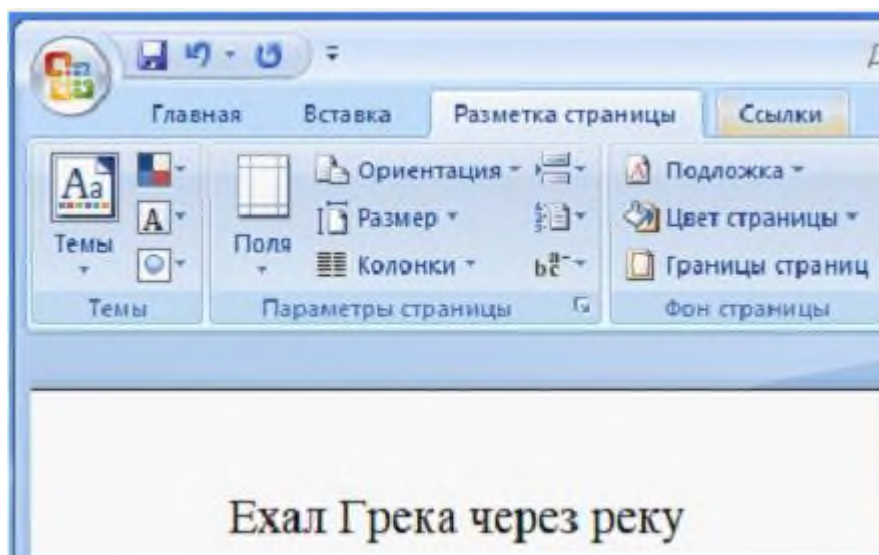 Главная Вставка Разметка страницы Ссылки
Ориентация Подложка
Размер Цвет страницы
Темы Поля Колонки Границы страниц
Темы Параметры страницы Фон страницы
Ехал Грека через реку